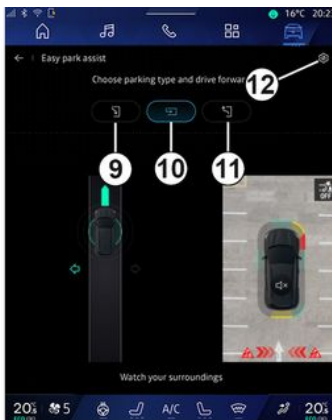 16°C 20:2
Easy park assist
Choose parking type and drive forwar
12
9
10
11
OFF
Watch your surroundings
20° 5 A/C 20°